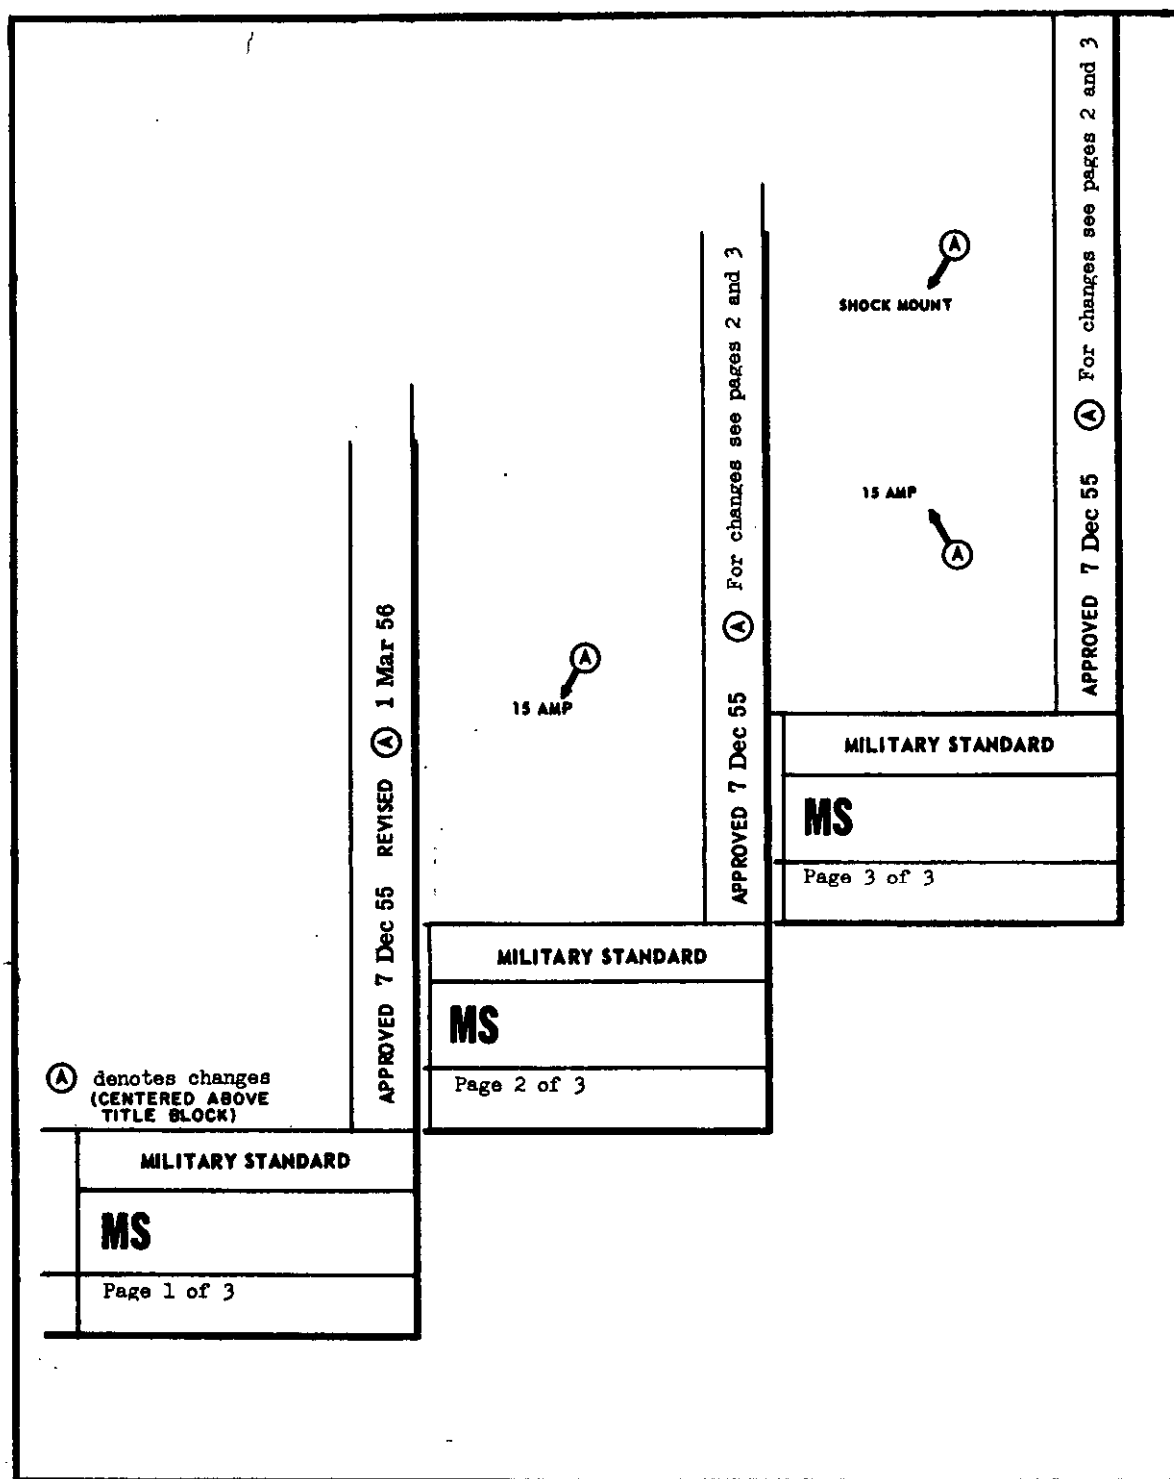 Ⓐ denotes changes
(CENTERED ABOVE
TITLE BLOCK)
APPROVED 7 Dec 55 REVISED Ⓐ 1 Mar 56
MILITARY STANDARD
MS
Page 1 of 3
Ⓐ
15 AMP
APPROVED 7 Dec 55 Ⓐ For changes see pages 2 and 3
MILITARY STANDARD
MS
Page 2 of 3
Ⓐ
SHOCK MOUNT
15 AMP
Ⓐ
APPROVED 7 Dec 55 Ⓐ For changes see pages 2 and 3
MILITARY STANDARD
MS
Page 3 of 3